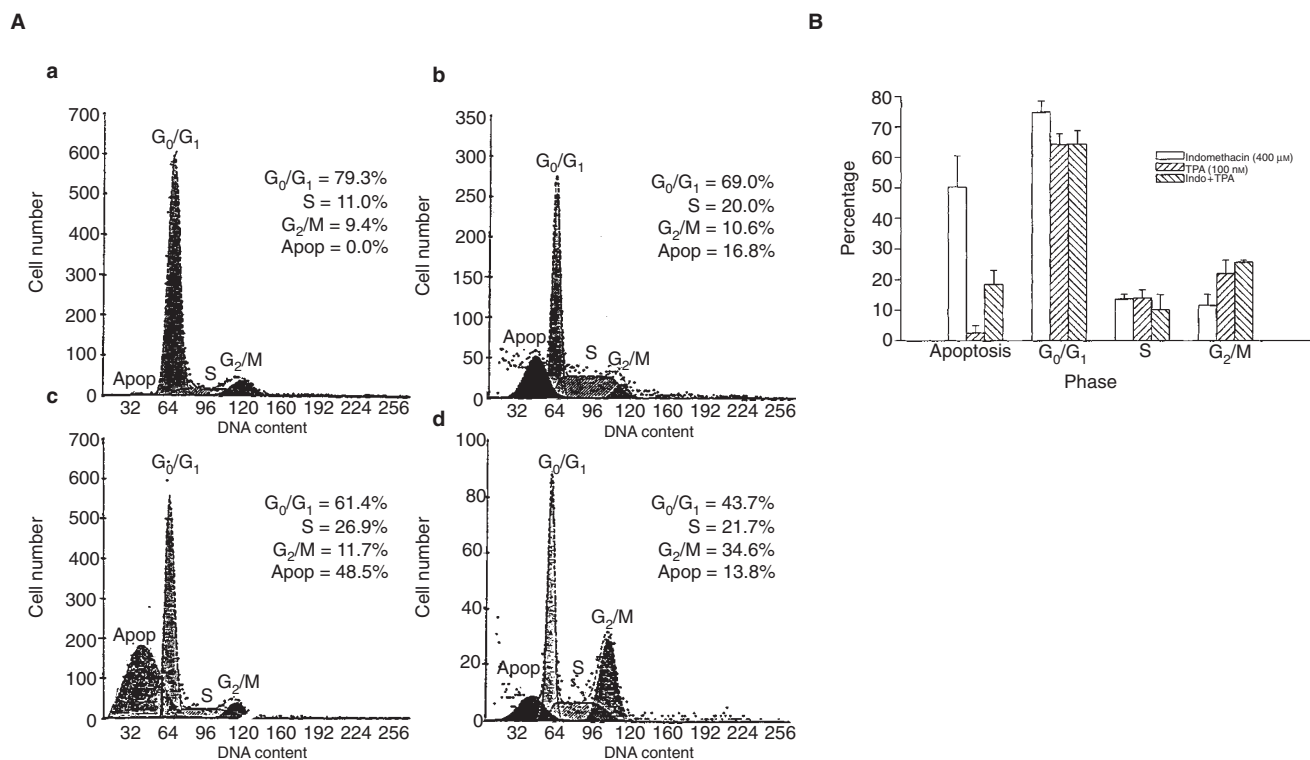 A
a
700
600
500
400
300
200
100
0
Cell number
G₀/G₁
Apop
S
G₂/M
G₀/G₁ = 79.3%
S = 11.0%
G₂/M = 9.4%
Apop = 0.0%
32 64 96 120 160 192 224 256
DNA content
b
350
300
250
200
150
100
50
0
Cell number
G₀/G₁
Apop
S
G₂/M
G₀/G₁ = 69.0%
S = 20.0%
G₂/M = 10.6%
Apop = 16.8%
32 64 96 120 160 192 224 256
DNA content
c
700
600
500
400
300
200
100
0
Cell number
G₀/G₁
Apop
S
G₂/M
G₀/G₁ = 61.4%
S = 26.9%
G₂/M = 11.7%
Apop = 48.5%
32 64 96 120 160 192 224 256
DNA content
d
100
80
60
40
20
0
Cell number
G₀/G₁
Apop
S
G₂/M
G₀/G₁ = 43.7%
S = 21.7%
G₂/M = 34.6%
Apop = 13.8%
32 64 96 120 160 192 224 256
DNA content
B
80
70
60
50
40
30
20
10
0
Percentage
Indomethacin (400 µM)
TPA (100 nM)
Indo+TPA
Apoptosis G₀/G₁ S G₂/M
Phase